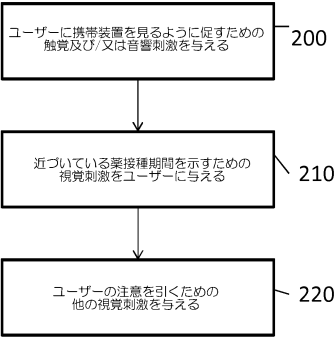 ユーザーに携帯装置を見るように促すための
触覚及び/又は音響刺激を与える
200
近づいている薬接種期間を示すための
視覚刺激をユーザーに与える
210
ユーザーの注意を引くための
他の視覚刺激を与える
220